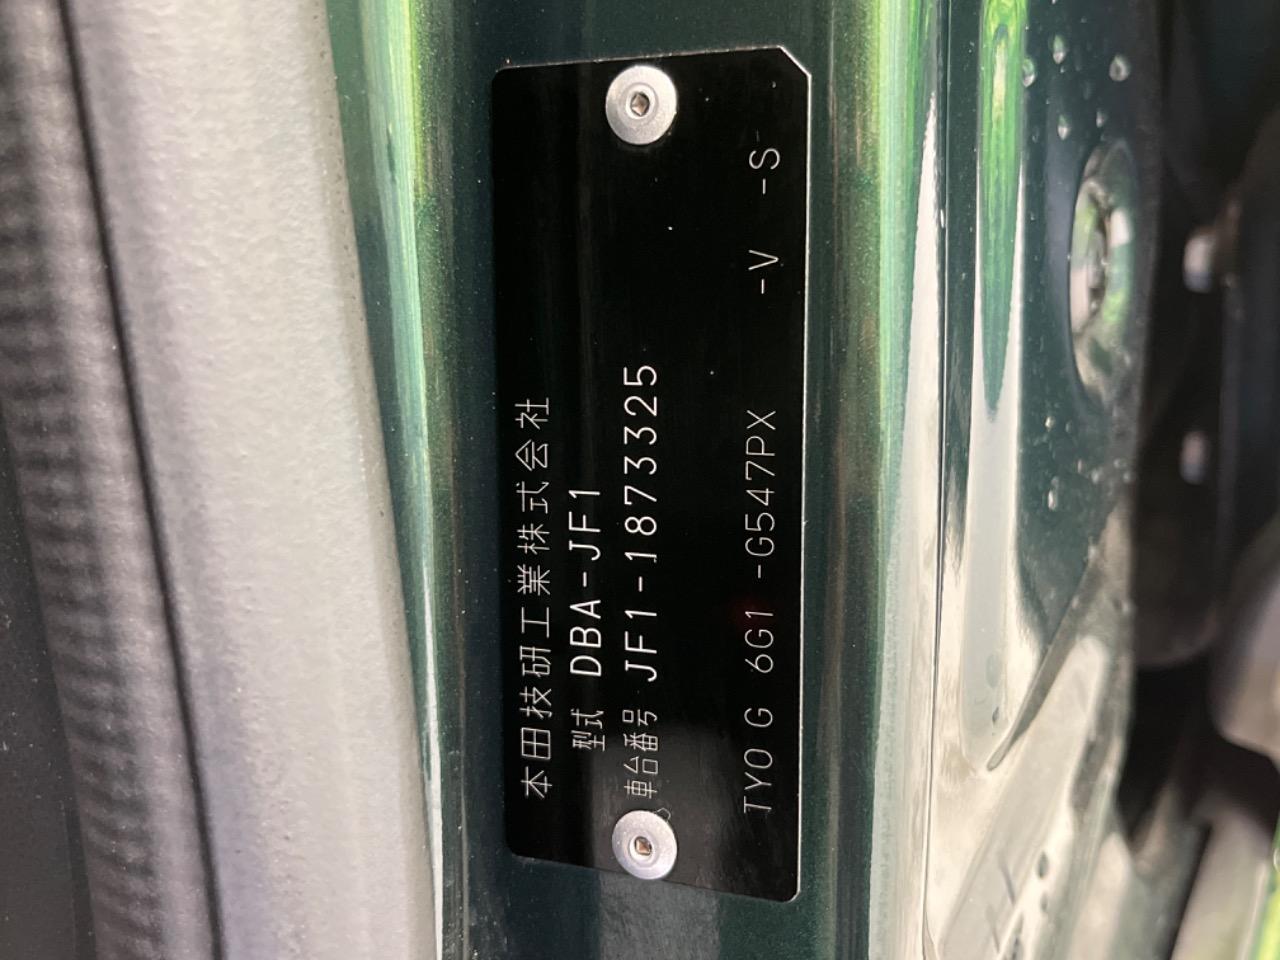 本田技研工業株式会社
型式 DBA-JF1
車台番号 JF1-1873325
TYO G 6G1 -G547PX -V -S